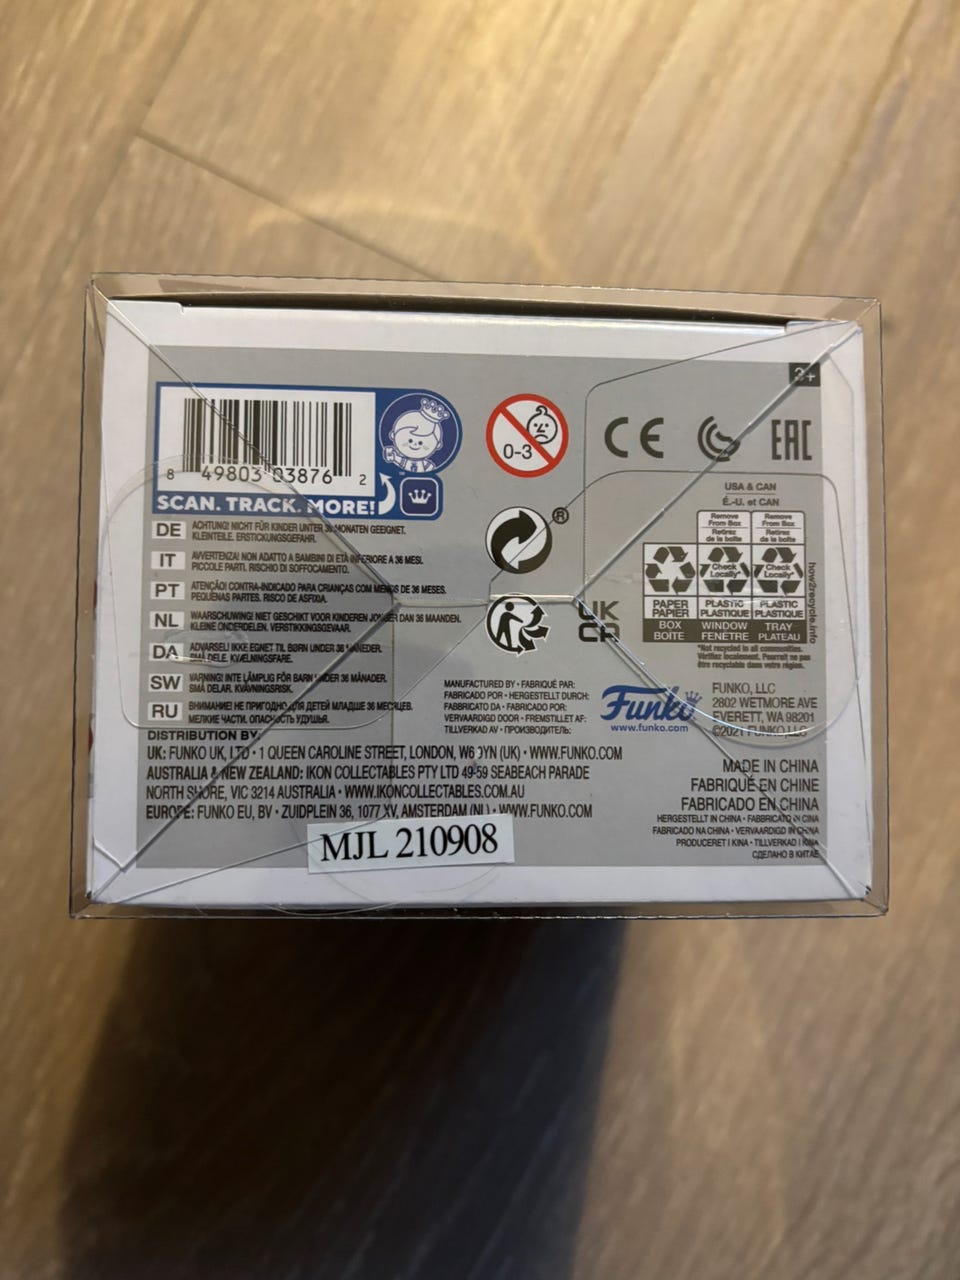 8 49803 03876 2
SCAN. TRACK. MORE!
0-3
CE
EAC
3+
USA & CAN
É.-U. et CAN
Remove From Box
Retirez de la boîte
Remove From Box
Retirez de la boîte
Check Locally*
Check Locally*
PAPER
PAPIER
PLASTIC
PLASTIQUE
PLASTIC
PLASTIQUE
BOX
BOÎTE
WINDOW
FENÊTRE
TRAY
PLATEAU
*Not recycled in all communities.
Vérifiez localement. Pourrait ne pas
être recyclable dans votre région.
how2recycle.info
®
UK
CA
DE ACHTUNG! NICHT FÜR KINDER UNTER 36 MONATEN GEEIGNET.
KLEINTEILE. ERSTICKUNGSGEFAHR.
IT AVVERTENZA! NON ADATTO A BAMBINI DI ETÀ INFERIORE A 36 MESI.
PICCOLE PARTI. RISCHIO DI SOFFOCAMENTO.
PT ATENÇÃO! CONTRA-INDICADO PARA CRIANÇAS COM MENOS DE 36 MESES.
PEQUENAS PARTES. RISCO DE ASFIXIA.
NL WAARSCHUWING! NIET GESCHIKT VOOR KINDEREN JONGER DAN 36 MAANDEN.
KLEINE ONDERDELEN. VERSTIKKINGSGEVAAR.
DA ADVARSEL! IKKE EGNET TIL BØRN UNDER 36 MÅNEDER.
SMÅ DELE. KVÆLNINGSFARE.
SW VARNING! INTE LÄMPLIG FÖR BARN UNDER 36 MÅNADER.
SMÅ DELAR. KVÄVNINGSRISK.
RU ВНИМАНИЕ! НЕ ПРИГОДНО ДЛЯ ДЕТЕЙ МЛАДШЕ 36 МЕСЯЦЕВ.
МЕЛКИЕ ЧАСТИ. ОПАСНОСТЬ УДУШЬЯ.
MANUFACTURED BY • FABRIQUÉ PAR:
FABRICADO POR • HERGESTELLT DURCH:
FABBRICATO DA • FABRICADO POR:
VERVAARDIGD DOOR • FREMSTILLET AF:
TILLVERKAD AV • ПРОИЗВОДИТЕЛЬ:
Funko
www.funko.com
FUNKO, LLC
2802 WETMORE AVE
EVERETT, WA 98201
©2021 FUNKO,LLC
DISTRIBUTION BY:
UK: FUNKO UK, LTD • 1 QUEEN CAROLINE STREET, LONDON, W6 9YN (UK) • WWW.FUNKO.COM
AUSTRALIA & NEW ZEALAND: IKON COLLECTABLES PTY LTD 49-59 SEABEACH PARADE
NORTH SHORE, VIC 3214 AUSTRALIA • WWW.IKONCOLLECTABLES.COM.AU
EUROPE: FUNKO EU, BV • ZUIDPLEIN 36, 1077 XV, AMSTERDAM (NL) • WWW.FUNKO.COM
MADE IN CHINA
FABRIQUÉ EN CHINE
FABRICADO EN CHINA
HERGESTELLT IN CHINA • FABBRICATO IN CINA
FABRICADO NA CHINA • VERVAARDIGD IN CHINA
PRODUCERET I KINA • TILLVERKAD I KINA
СДЕЛАНО В КИТАЕ
MJL 210908